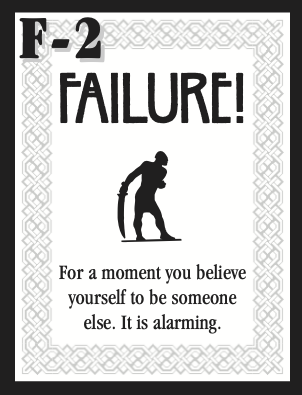 F-2
FAILURE!
For a moment you believe
yourself to be someone
else. It is alarming.